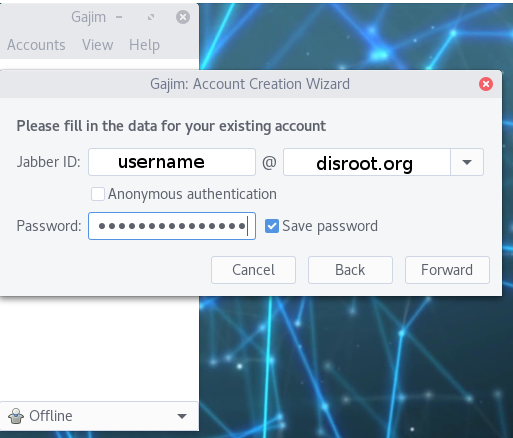 Gajim
Accounts View Help
Gajim: Account Creation Wizard
Please fill in the data for your existing account
Jabber ID: username @ disroot.org
Anonymous authentication
Password: ••••••••••••••• Save password
Cancel Back Forward
Offline